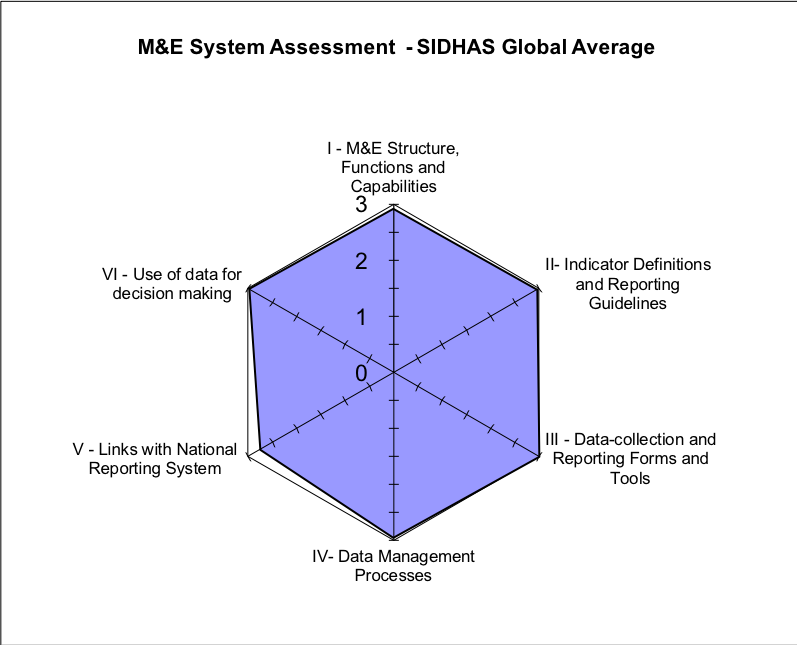 M&E System Assessment - SIDHAS Global Average
I - M&E Structure,
Functions and
Capabilities
3
2
1
0
II- Indicator Definitions
and Reporting
Guidelines
III - Data-collection and
Reporting Forms and
Tools
IV- Data Management
Processes
V - Links with National
Reporting System
VI - Use of data for
decision making